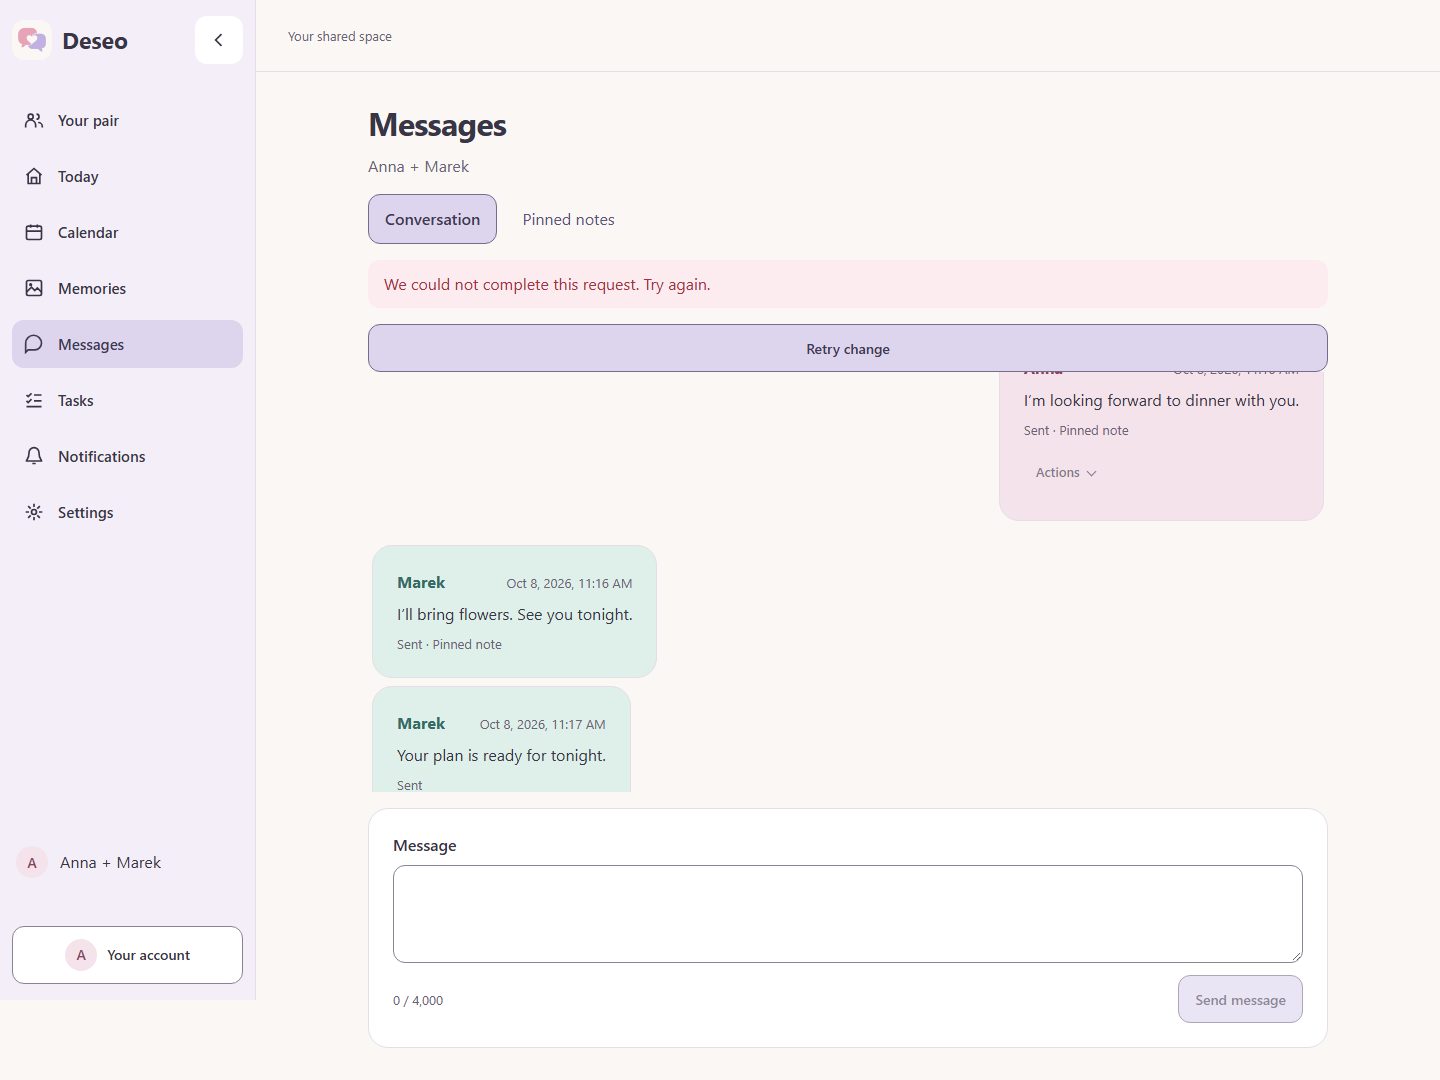 Deseo
Your shared space
Your pair
Today
Calendar
Memories
Messages
Tasks
Notifications
Settings
A Anna + Marek
A Your account
Messages
Anna + Marek
Conversation Pinned notes
We could not complete this request. Try again.
Retry change
I'm looking forward to dinner with you.
Sent · Pinned note
Actions
Marek Oct 8, 2026, 11:16 AM
I'll bring flowers. See you tonight.
Sent · Pinned note
Marek Oct 8, 2026, 11:17 AM
Your plan is ready for tonight.
Sent
Message
0 / 4,000
Send message